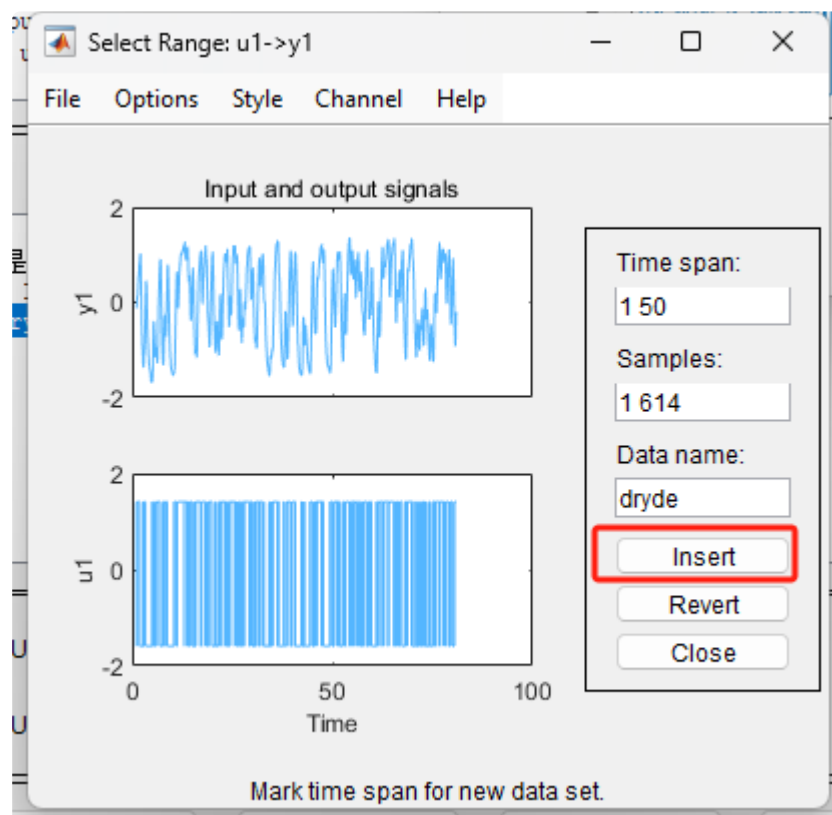 Select Range: u1->y1
File Options Style Channel Help
Input and output signals
2
0
-2
y1
2
0
-2
u1
0 50 100
Time
Time span:
1 50
Samples:
1 614
Data name:
dryde
Insert
Revert
Close
Mark time span for new data set.